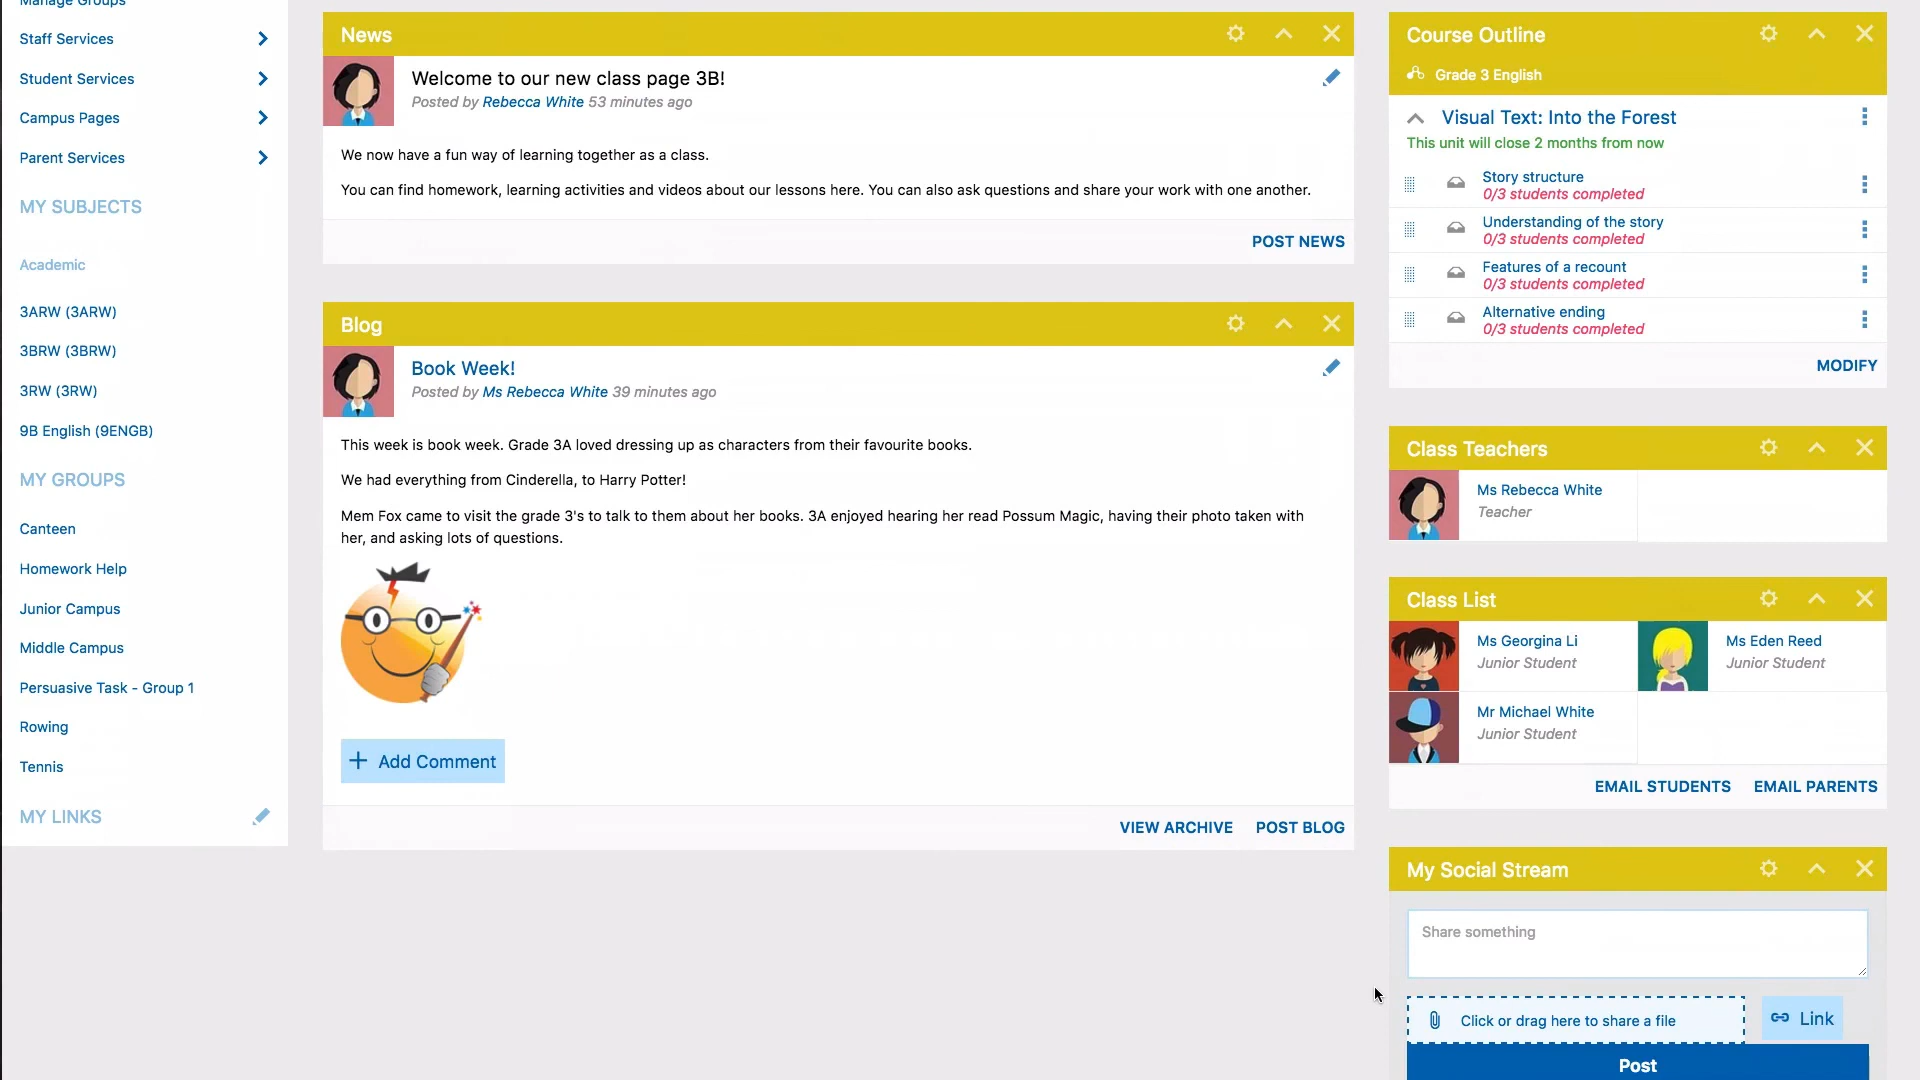 Manage Groups
Staff Services
Student Services
Campus Pages
Parent Services
MY SUBJECTS
Academic
3ARW (3ARW)
3BRW (3BRW)
3RW (3RW)
9B English (9ENGB)
MY GROUPS
Canteen
Homework Help
Junior Campus
Middle Campus
Persuasive Task - Group 1
Rowing
Tennis
MY LINKS
News
Welcome to our new class page 3B!
Posted by Rebecca White 53 minutes ago
We now have a fun way of learning together as a class.
You can find homework, learning activities and videos about our lessons here. You can also ask questions and share your work with one another.
POST NEWS
Blog
Book Week!
Posted by Ms Rebecca White 39 minutes ago
This week is book week. Grade 3A loved dressing up as characters from their favourite books.
We had everything from Cinderella, to Harry Potter!
Mem Fox came to visit the grade 3's to talk to them about her books. 3A enjoyed hearing her read Possum Magic, having their photo taken with
her, and asking lots of questions.
Add Comment
VIEW ARCHIVE POST BLOG
Course Outline
Grade 3 English
Visual Text: Into the Forest
This unit will close 2 months from now
Story structure
0/3 students completed
Understanding of the story
0/3 students completed
Features of a recount
0/3 students completed
Alternative ending
0/3 students completed
MODIFY
Class Teachers
Ms Rebecca White
Teacher
Class List
Ms Georgina Li
Junior Student
Ms Eden Reed
Junior Student
Mr Michael White
Junior Student
EMAIL STUDENTS EMAIL PARENTS
My Social Stream
Share something
Click or drag here to share a file
Link
Post